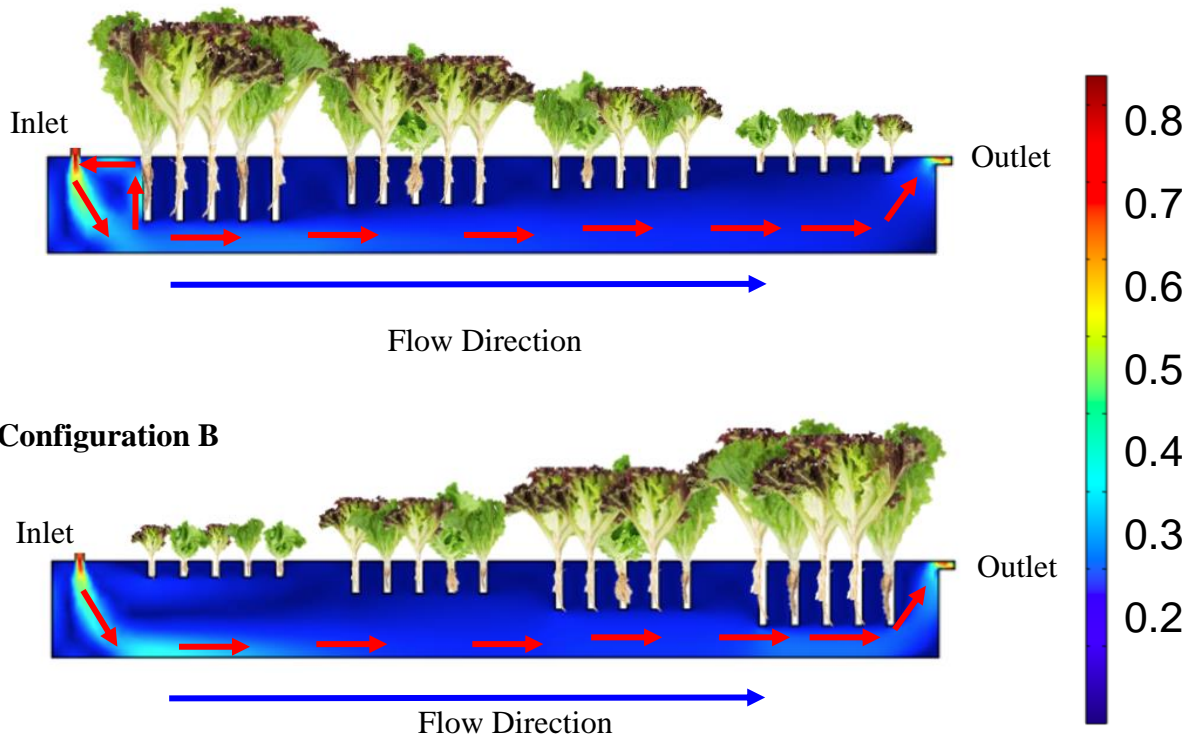 Inlet
Outlet
Flow Direction
Configuration B
Inlet
Outlet
Flow Direction
0.8
0.7
0.6
0.5
0.4
0.3
0.2